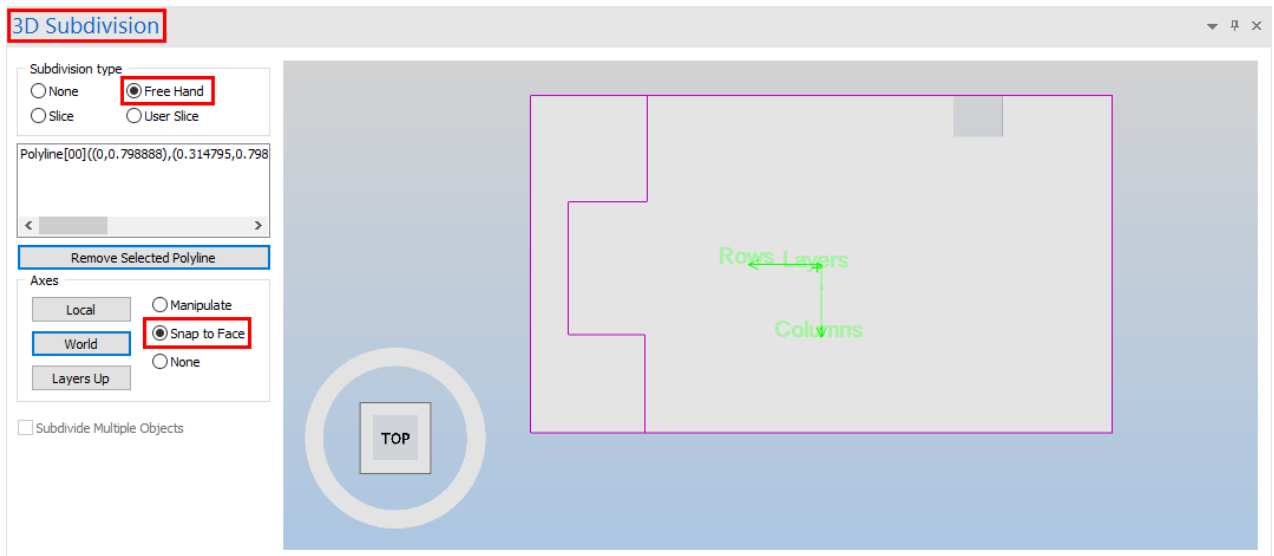 3D Subdivision
Subdivision type
None
Free Hand
Slice
User Slice
Polyline[00]((0,0.798888),(0.314795,0.798
Remove Selected Polyline
Axes
Local
Manipulate
World
Snap to Face
None
Layers Up
Subdivide Multiple Objects
Rows Layers
Columns
TOP